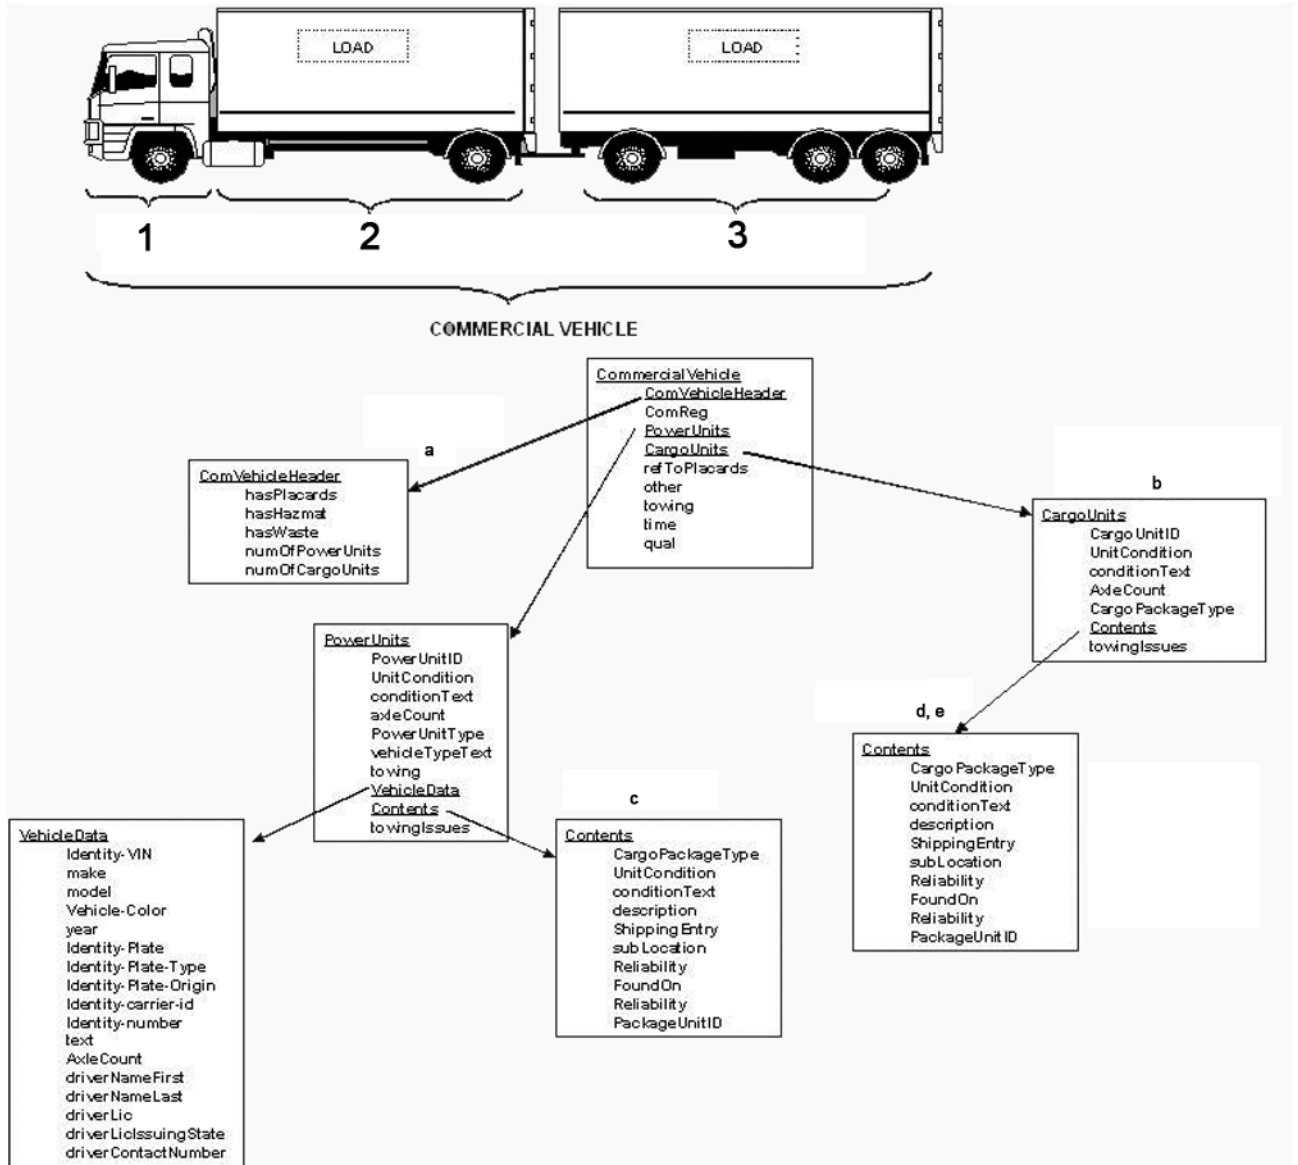 LOAD
LOAD
1
2
3
COMMERCIAL VEHICLE
CommercialVehicle
ComVehicleHeader
ComReg
PowerUnits
CargoUnits
refToPlacards
other
towing
time
qual
a
ComVehicleHeader
hasPlacards
hasHazmat
hasWaste
numOfPowerUnits
numOfCargoUnits
b
CargoUnits
CargoUnitID
UnitCondition
conditionText
AxleCount
CargoPackageType
Contents
towingIssues
PowerUnits
PowerUnitID
UnitCondition
conditionText
axleCount
PowerUnitType
vehicleTypeText
towing
VehicleData
Contents
towingIssues
d, e
Contents
CargoPackageType
UnitCondition
conditionText
description
ShippingEntry
subLocation
Reliability
FoundOn
Reliability
PackageUnitID
c
Contents
CargoPackageType
UnitCondition
conditionText
description
ShippingEntry
subLocation
Reliability
FoundOn
Reliability
PackageUnitID
VehicleData
Identity-VIN
make
model
Vehicle-Color
year
Identity-Plate
Identity-Plate-Type
Identity-Plate-Origin
Identity-carrier-id
Identity-number
text
AxleCount
driverNameFirst
driverNameLast
driverLic
driverLicIssuingState
driverContactNumber